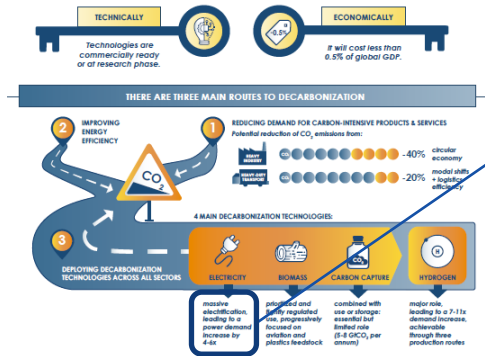 TECHNICALLY
Technologies are
commercially ready
or at research phase.
ECONOMICALLY
-0.5%
It will cost less than
0.5% of global GDP.
THERE ARE THREE MAIN ROUTES TO DECARBONIZATION
2
IMPROVING
ENERGY
EFFICIENCY
1
REDUCING DEMAND FOR CARBON-INTENSIVE PRODUCTS & SERVICES
Potential reduction of CO2 emissions from:
HEAVY
INDUSTRY
CO2
-40%
circular
economy
HEAVY-DUTY
TRANSPORT
CO2
-20%
modal shifts
+ logistics
efficiency
CO2
4 MAIN DECARBONIZATION TECHNOLOGIES:
3
DEPLOYING DECARBONIZATION
TECHNOLOGIES ACROSS ALL SECTORS
ELECTRICITY
massive
electrification,
leading to a
power demand
increase by
4-6x
BIOMASS
prioritized and
tightly regulated
use, progressively
focused on
aviation and
plastics feedstock
CO2
CARBON CAPTURE
combined with
use or storage:
essential but
limited role
(5-8 GtCO2 per
annum)
H
HYDROGEN
major role,
leading to a 7-11x
demand increase,
achievable
through three
production routes